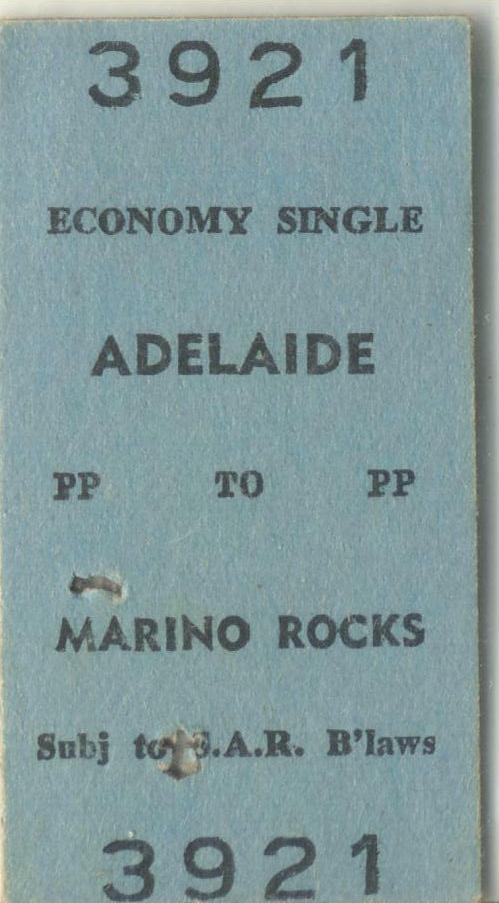 3921
ECONOMY SINGLE
ADELAIDE
PP TO PP
MARINO ROCKS
Subj to S.A.R. B'laws
3921